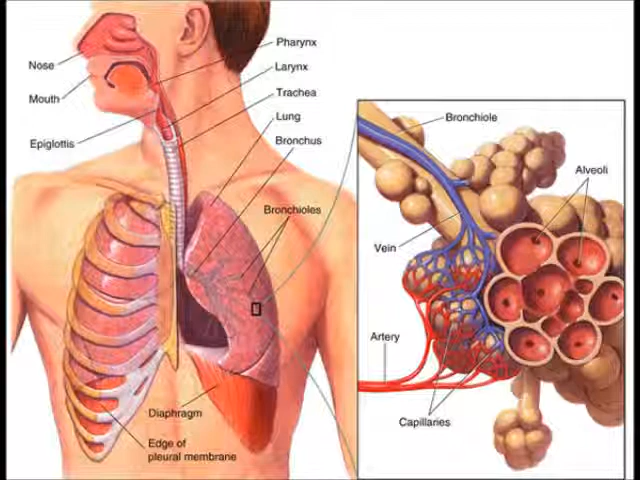 Nose
Mouth
Epiglottis
Pharynx
Larynx
Trachea
Lung
Bronchus
Bronchioles
Diaphragm
Edge of
pleural membrane
Bronchiole
Alveoli
Vein
Artery
Capillaries